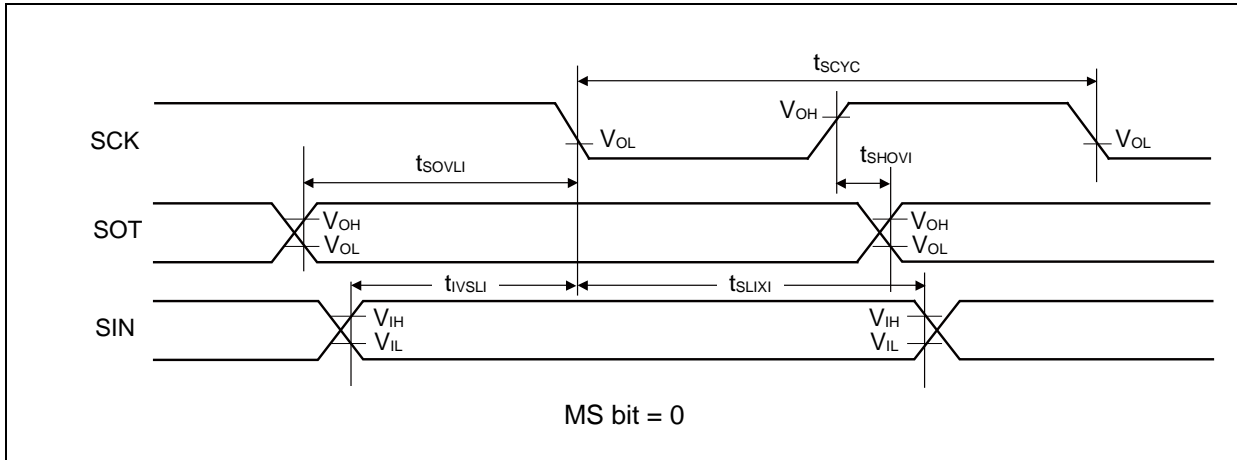 tSCYC
SCK
VOH
VOL
VOL
tSHOVI
tSOVLI
SOT
VOH
VOL
VOH
VOL
tIVSLI
tSLIXI
SIN
VIH
VIL
VIH
VIL
MS bit = 0